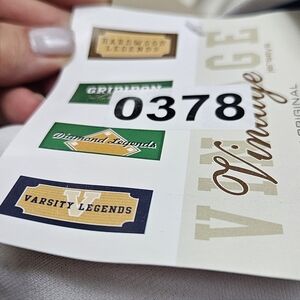 HARDWOOD
LEGENDS
GRIDIRON
0378
Diamond Legends
V
VARSITY LEGENDS
VINTAGE
Vintage
ORIGINAL